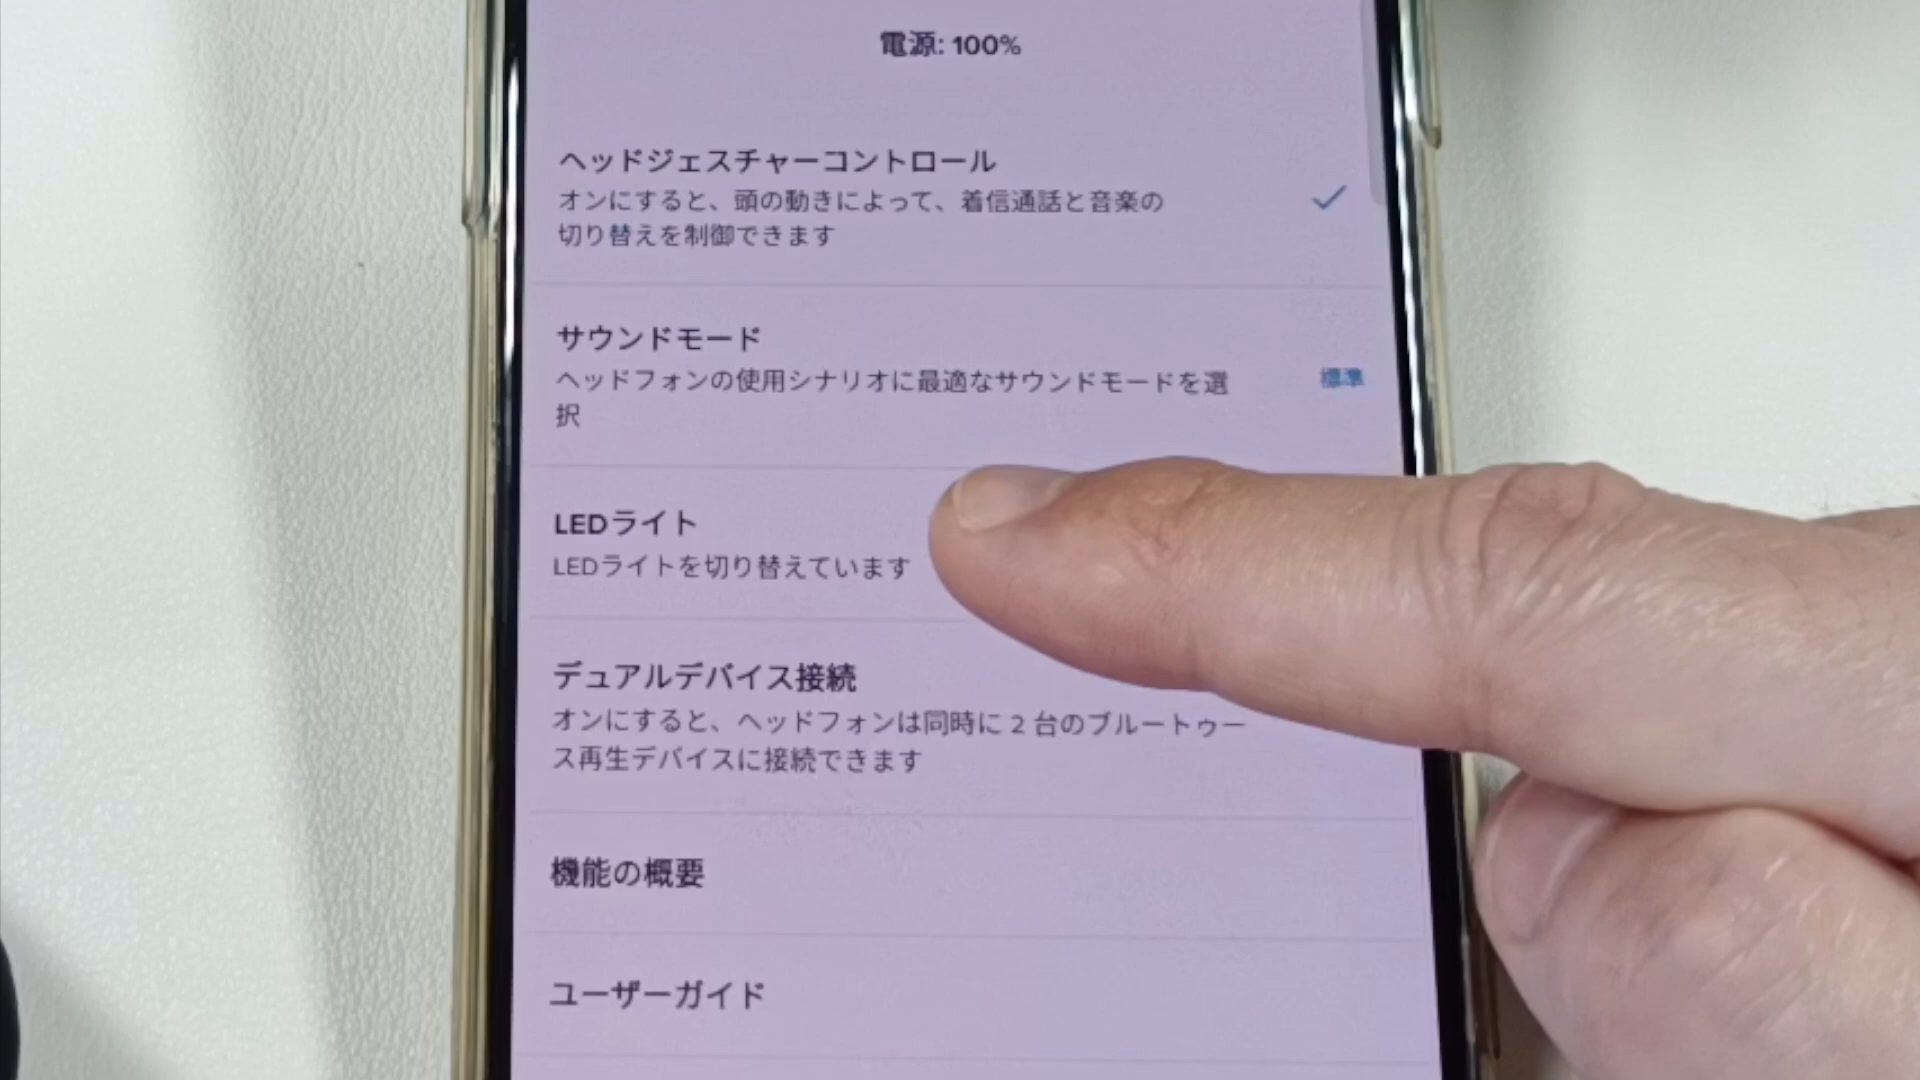 電源: 100%
ヘッドジェスチャーコントロール
オンにすると、頭の動きによって、着信通話と音楽の
切り替えを制御できます
サウンドモード
ヘッドフォンの使用シナリオに最適なサウンドモードを選
択
標準
LEDライト
LEDライトを切り替えています
デュアルデバイス接続
オンにすると、ヘッドフォンは同時に 2 台のブルートゥー
ス再生デバイスに接続できます
機能の概要
ユーザーガイド